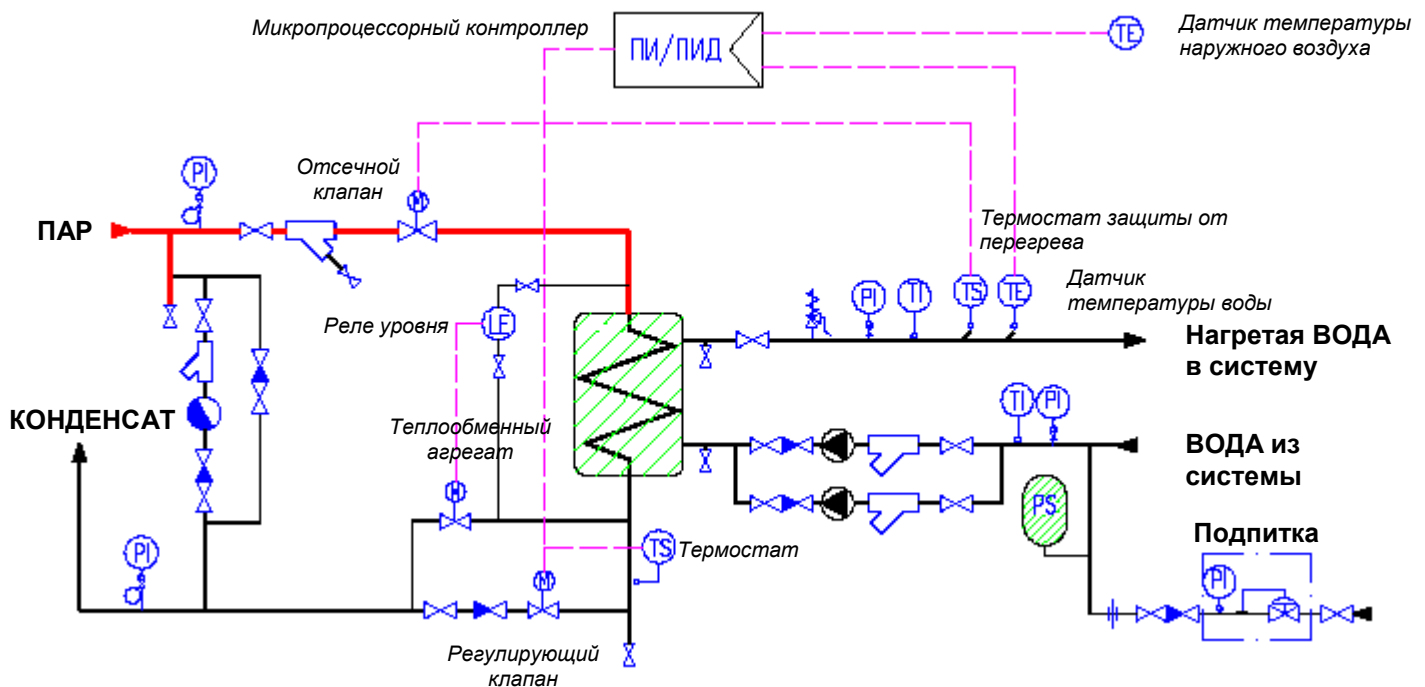 Микропроцессорный контроллер
ПИ/ПИД
TE
Датчик температуры
наружного воздуха
PI
Отсечной
клапан
M
ПАР
Термостат защиты от
перегрева
Датчик
температуры воды
PI
TI
TS
TE
Реле уровня
LE
Нагретая ВОДА
в систему
КОНДЕНСАТ
Теплообменный
агрегат
TI
PI
ВОДА из
системы
M
PS
Подпитка
PI
TS
Термостат
M
PI
Регулирующий
клапан